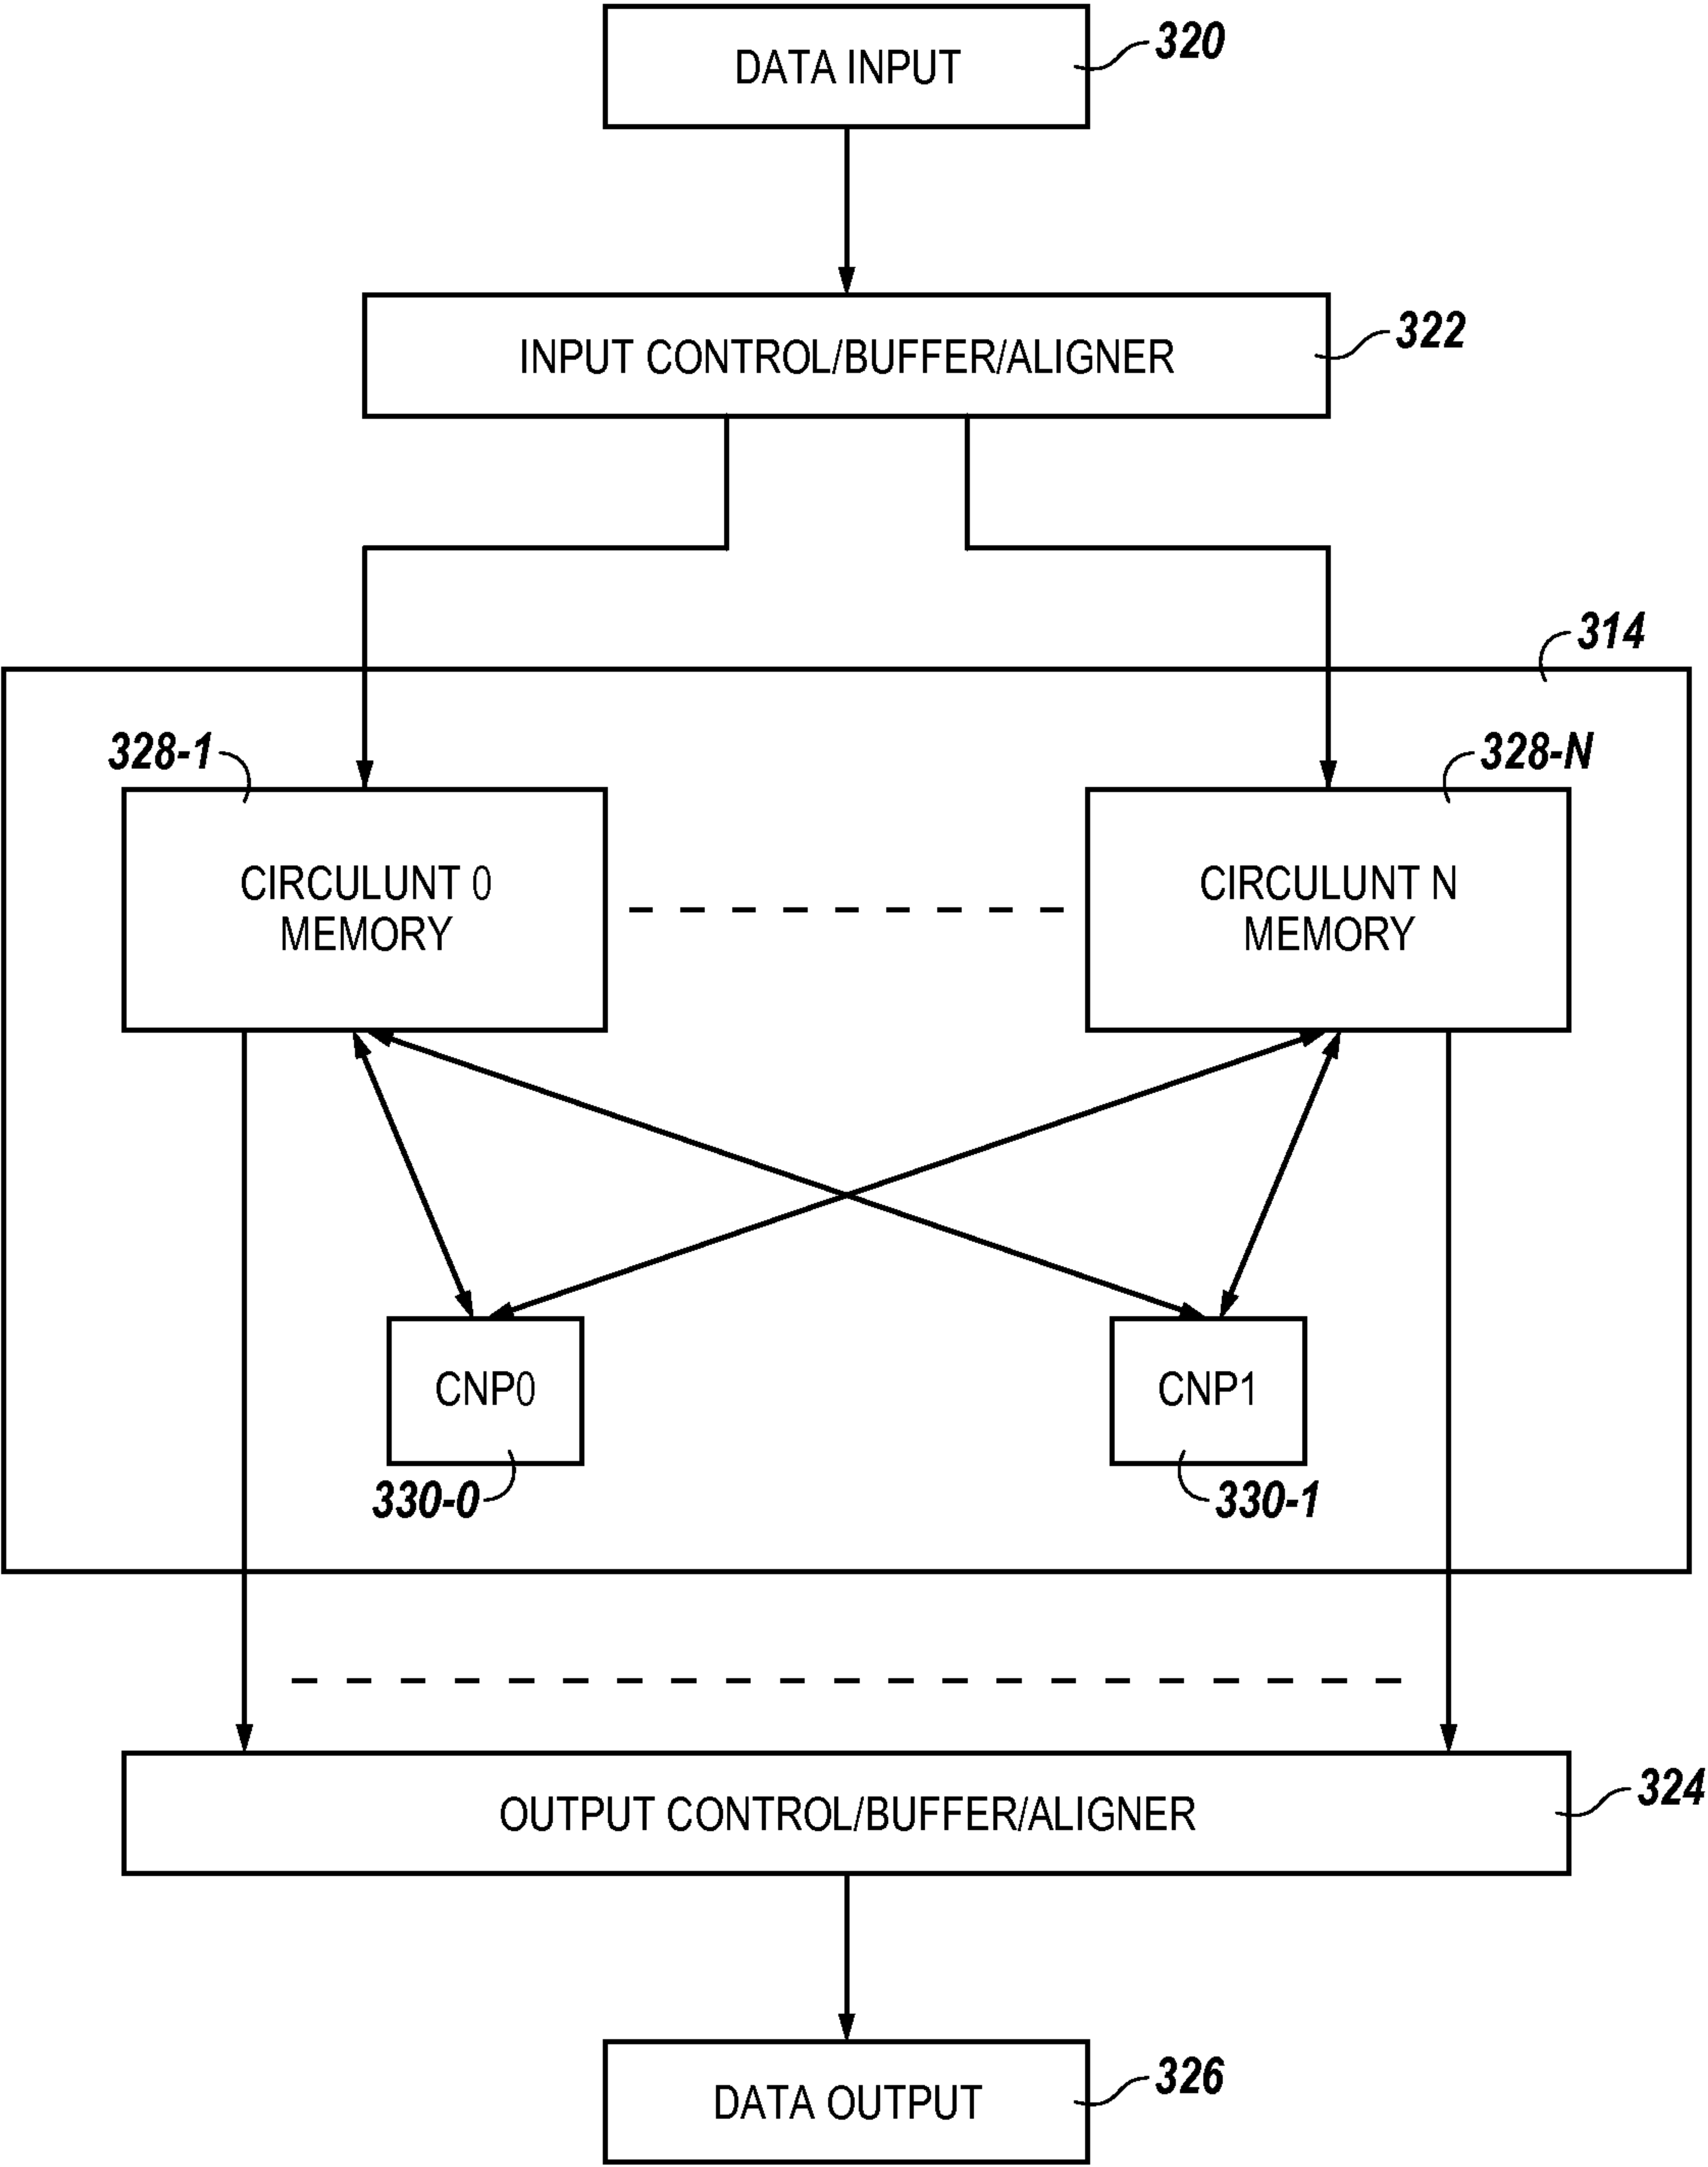 DATA INPUT
320
INPUT CONTROL/BUFFER/ALIGNER
322
314
328-1
328-N
CIRCULUNT 0
MEMORY
CIRCULUNT N
MEMORY
CNP0
CNP1
330-0
330-1
OUTPUT CONTROL/BUFFER/ALIGNER
324
DATA OUTPUT
326